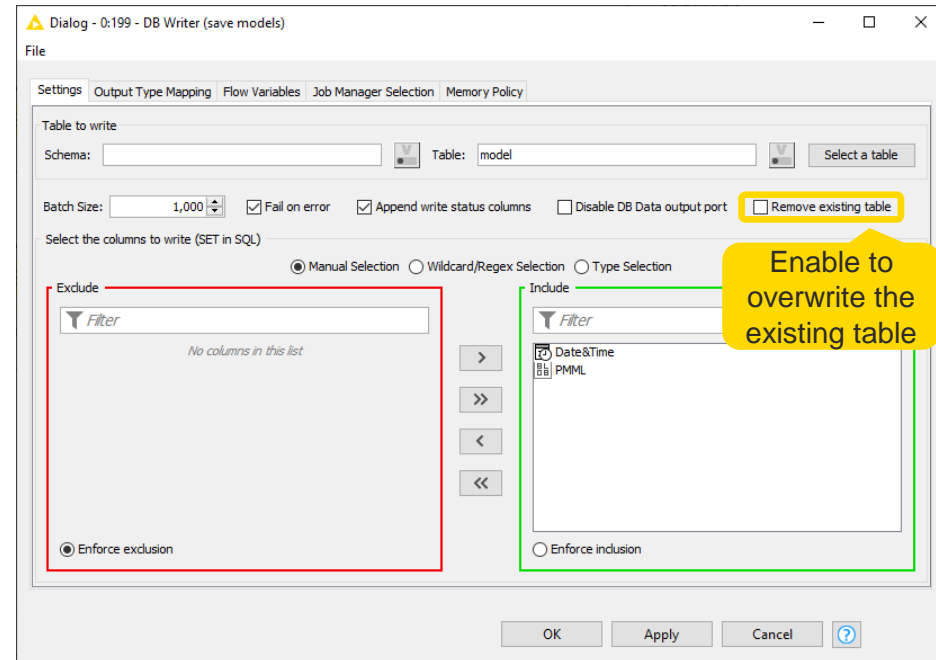 Dialog - 0:199 - DB Writer (save models)
File
Settings Output Type Mapping Flow Variables Job Manager Selection Memory Policy
Table to write
Schema: Table: model Select a table
Batch Size: 1,000 Fail on error Append write status columns Disable DB Data output port Remove existing table
Select the columns to write (SET in SQL)
Manual Selection Wildcard/Regex Selection Type Selection
Enable to
overwrite the
existing table
Exclude Include
Filter Filter
No columns in this list
Date&Time
PMML
Enforce exclusion Enforce inclusion
OK Apply Cancel